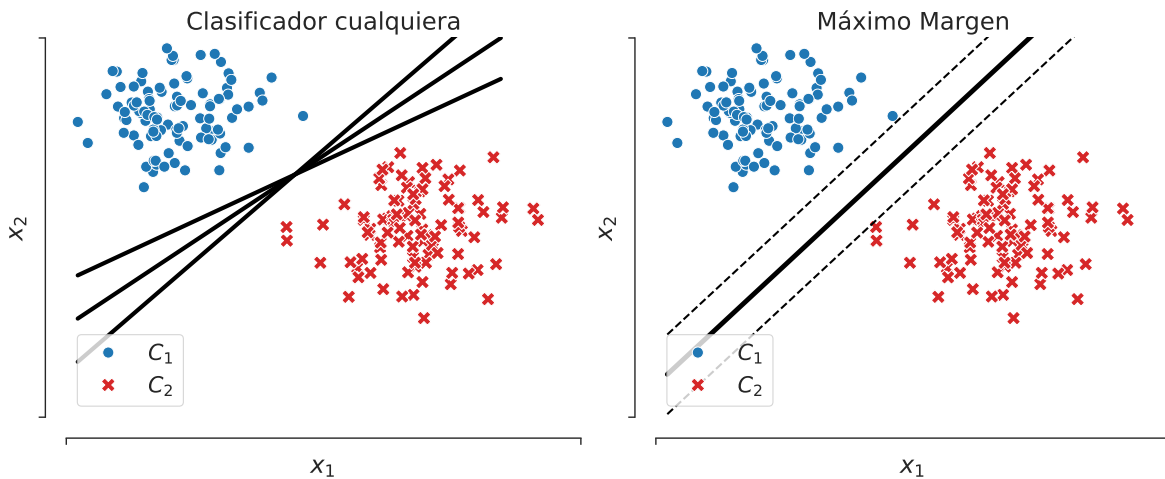 Clasificador cualquiera
x₂
C₁
C₂
x₁
Máximo Margen
x₂
C₁
C₂
x₁